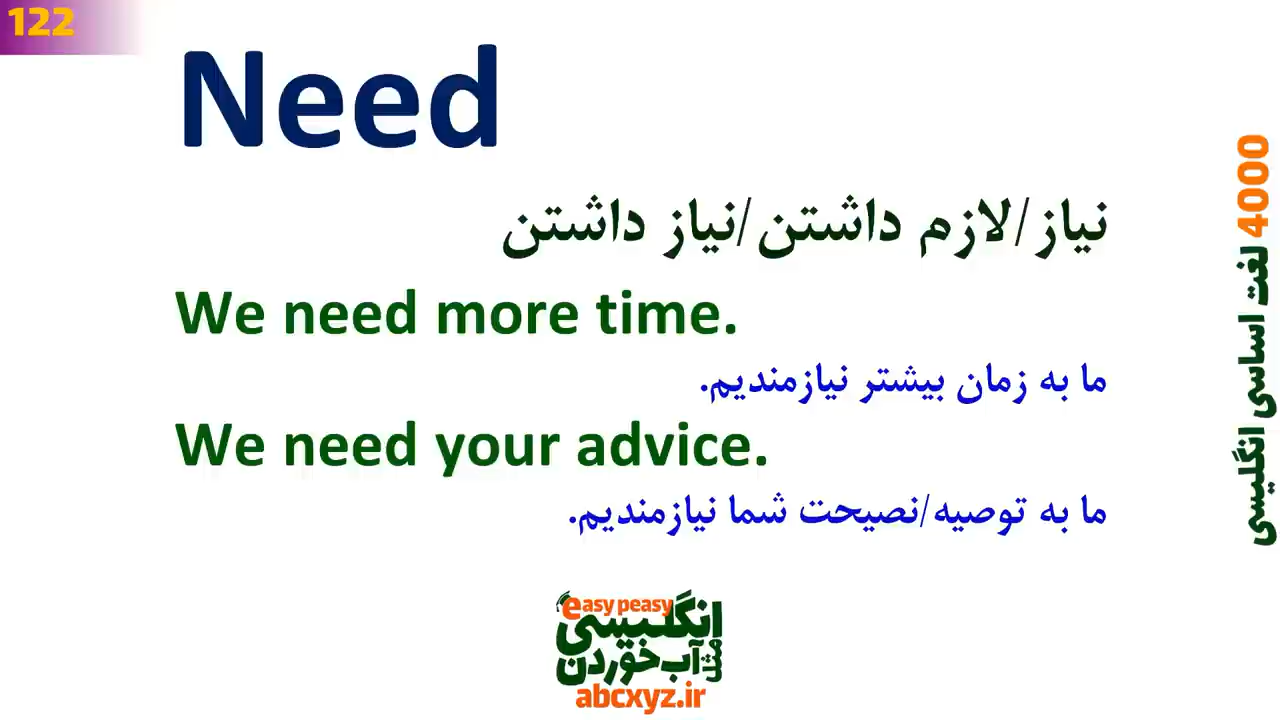 122
Need
نیاز/لازم داشتن/نیاز داشتن
We need more time.
ما به زمان بیشتر نیازمندیم.
We need your advice.
ما به توصیه/نصیحت شما نیازمندیم.
4000 لغت اساسی انگلیسی
easy peasy
انگلیسی
مثل آب خوردن
abcxyz.ir